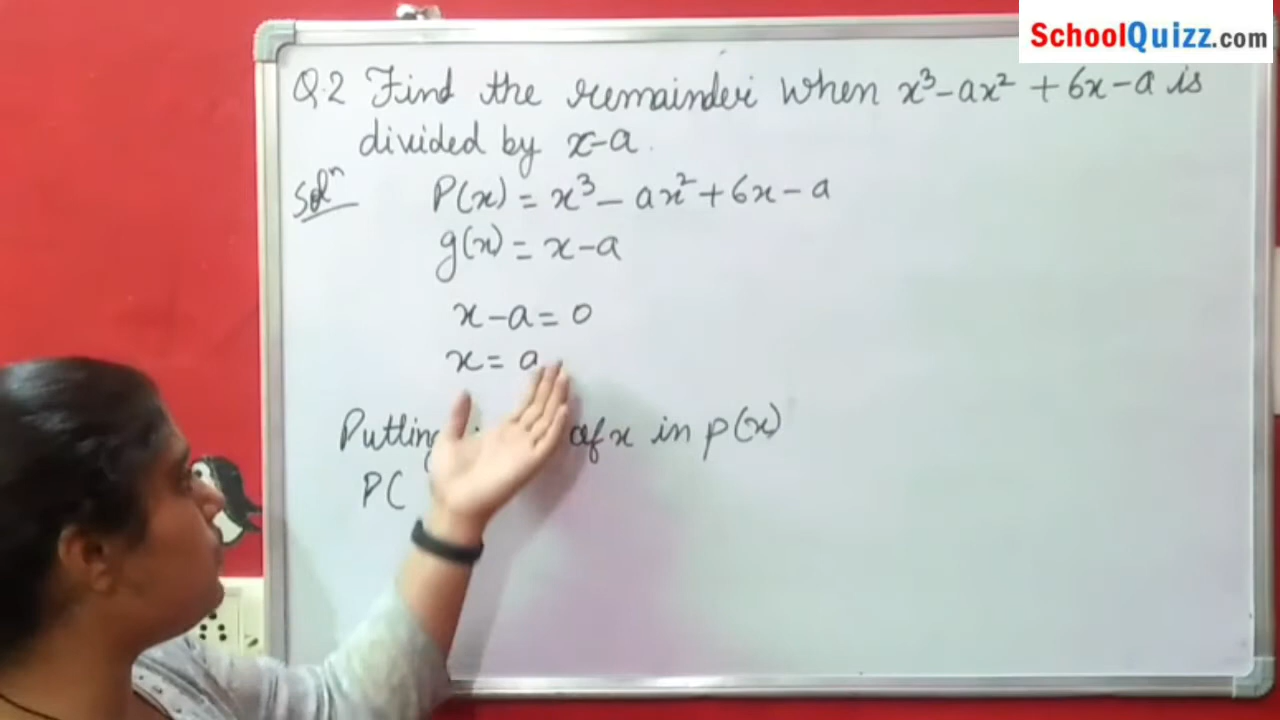 SchoolQuizz.com
Q.2 Find the remainder when x³-ax²+6x-a is
divided by x-a.
Solⁿ P(x) = x³- ax²+6x-a
g(x) = x-a
x-a=0
x= a
Putting of x in p(x)
P(